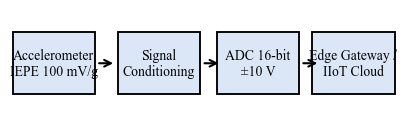 Accelerometer
IEPE 100 mV/g
Signal
Conditioning
ADC 16-bit
±10 V
Edge Gateway /
IIoT Cloud